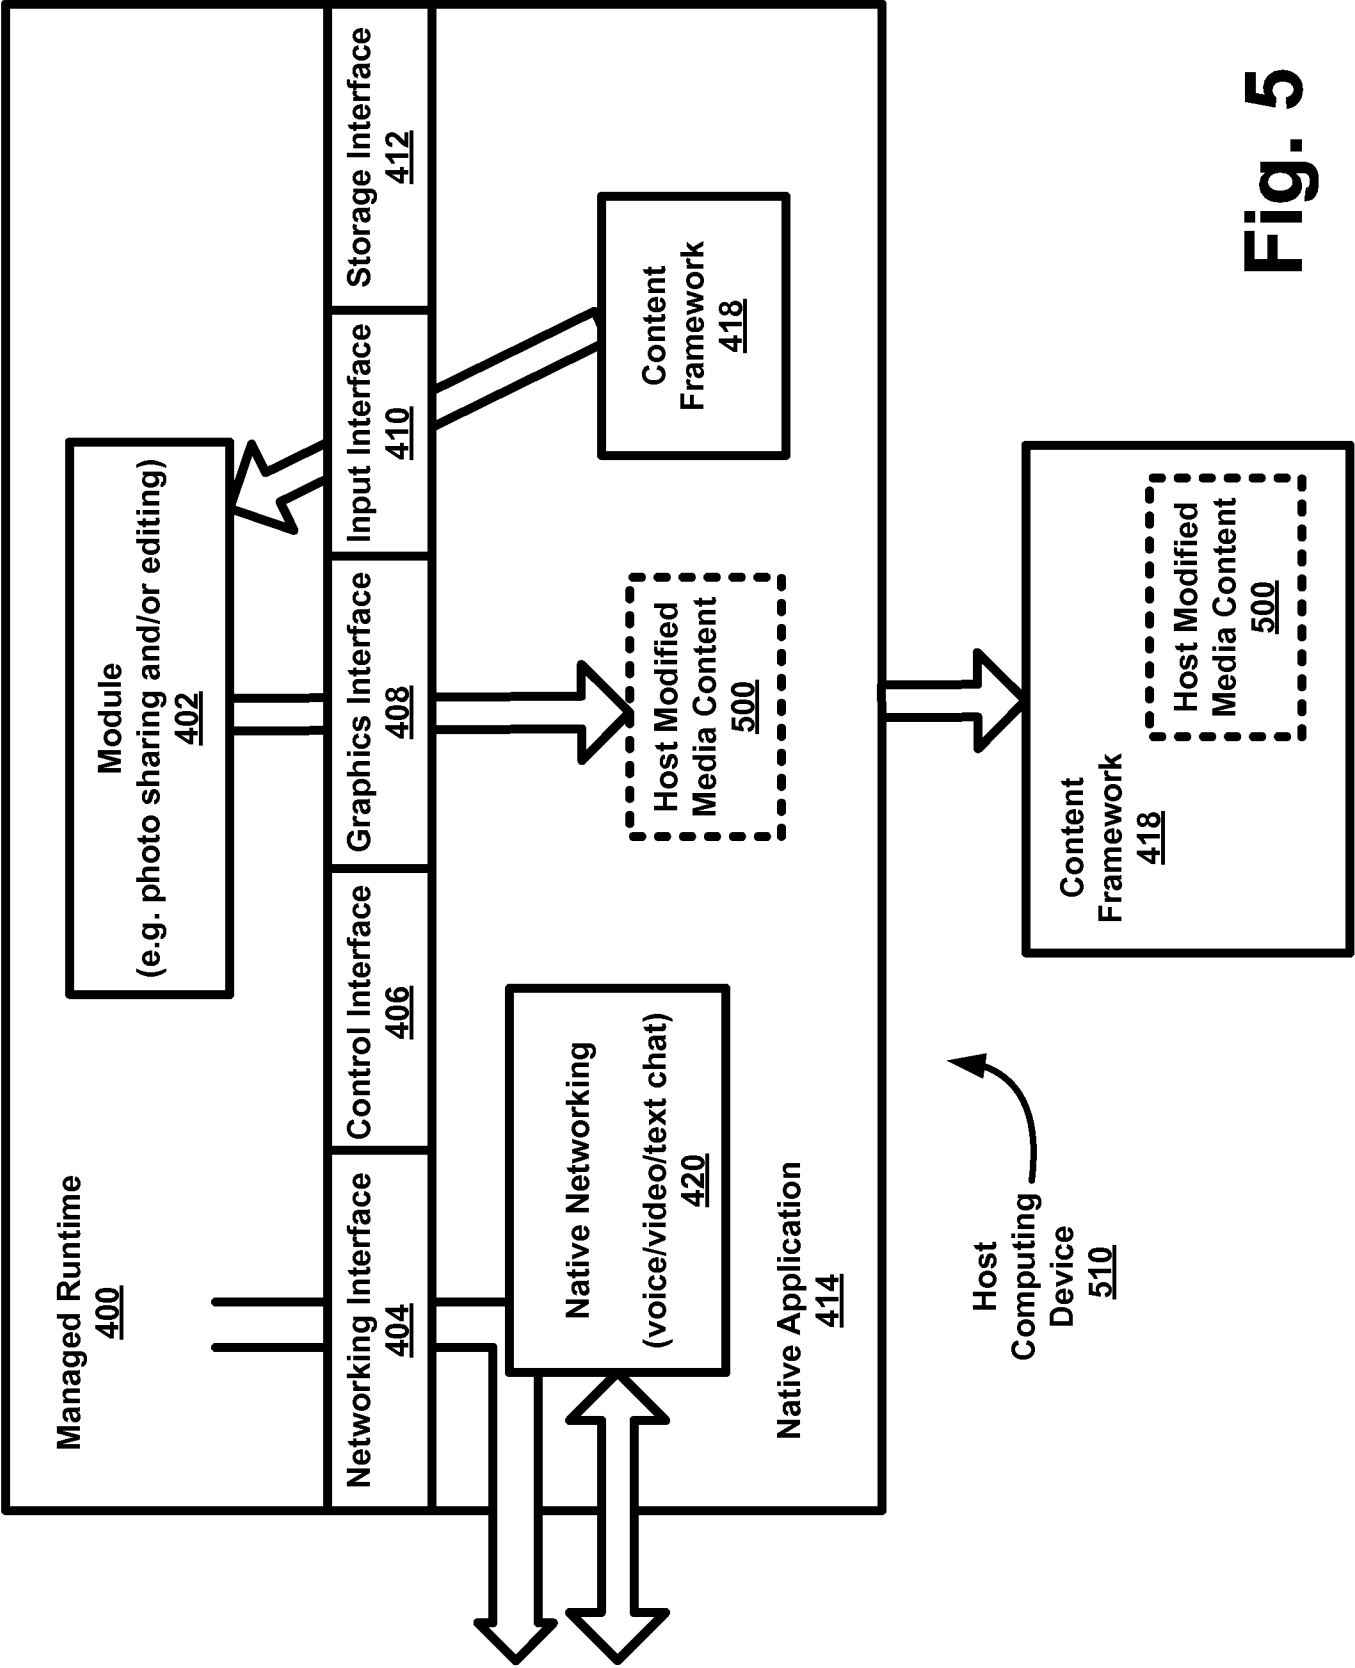 Managed Runtime
400
Module
(e.g. photo sharing and/or editing)
402
Networking Interface
404
Control Interface
406
Graphics Interface
408
Input Interface
410
Storage Interface
412
Native Networking
(voice/video/text chat)
420
Host Modified
Media Content
500
Content
Framework
418
Native Application
414
Host
Computing
Device
510
Content
Framework
418
Host Modified
Media Content
500
Fig. 5